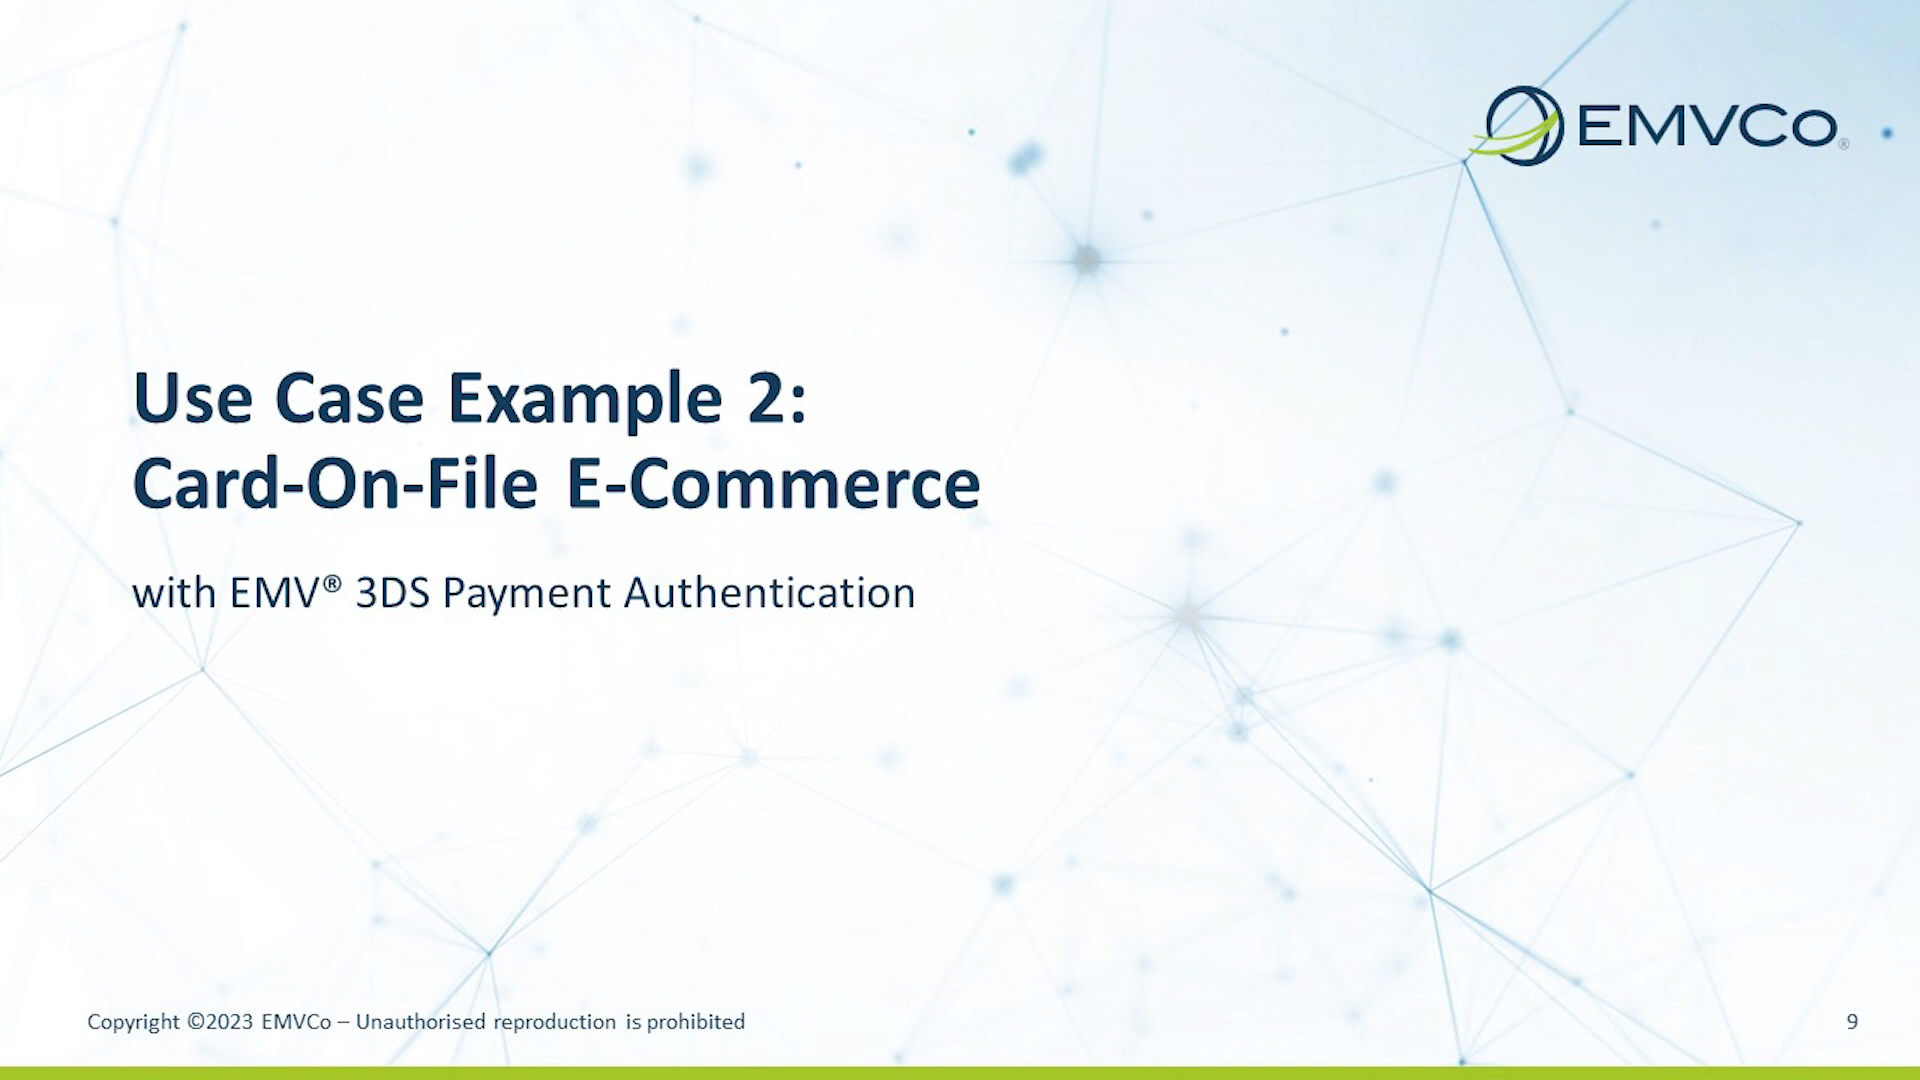 EMVCo®
Use Case Example 2:
Card-On-File E-Commerce
with EMV® 3DS Payment Authentication
Copyright ©2023 EMVCo – Unauthorised reproduction is prohibited
9